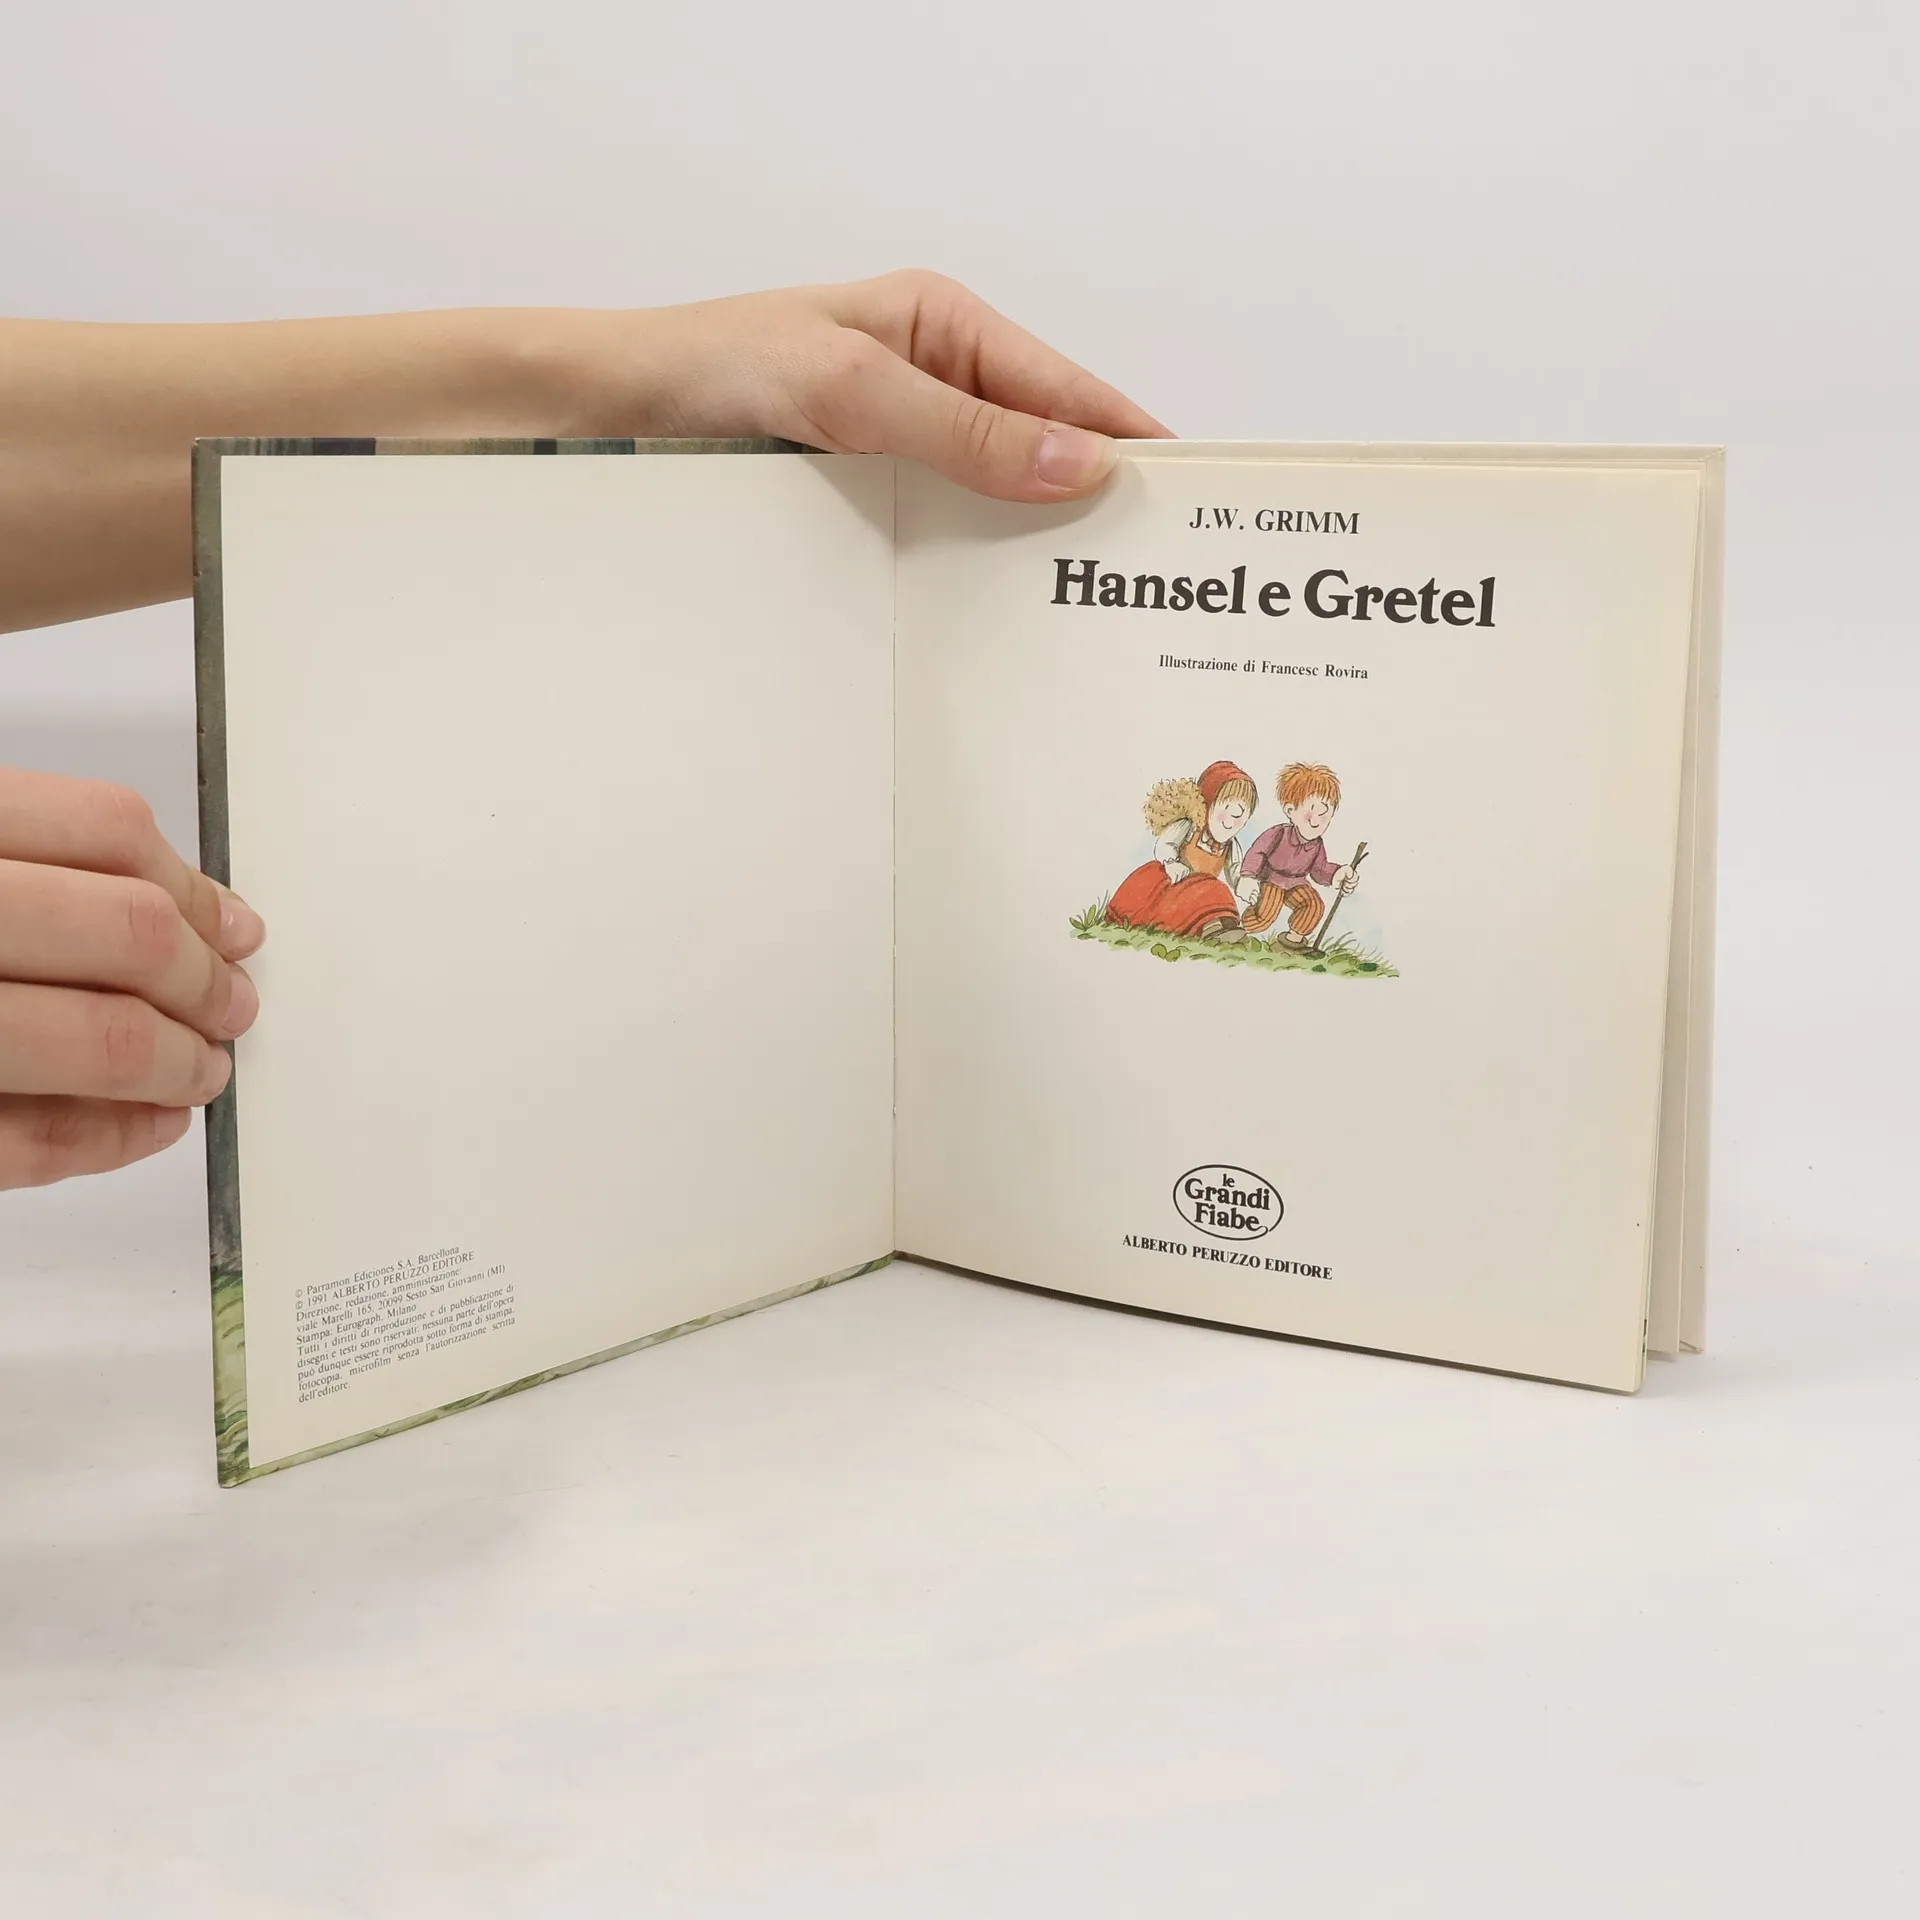 © Parramon Ediciones S.A. Barcellona
© 1991 ALBERTO PERUZZO EDITORE
Direzione, redazione, amministrazione:
viale Marelli 165, 20099 Sesto San Giovanni (MI)
Stampa: Eurograph, Milano
Tutti i diritti di riproduzione e di pubblicazione di
disegni e testi sono riservati: nessuna parte dell'opera
può dunque essere riprodotta sotto forma di stampa,
fotocopia, microfilm senza l'autorizzazione scritta
dell'editore.
J.W. GRIMM
Hansel e Gretel
Illustrazione di Francesc Rovira
le
Grandi
Fiabe
ALBERTO PERUZZO EDITORE